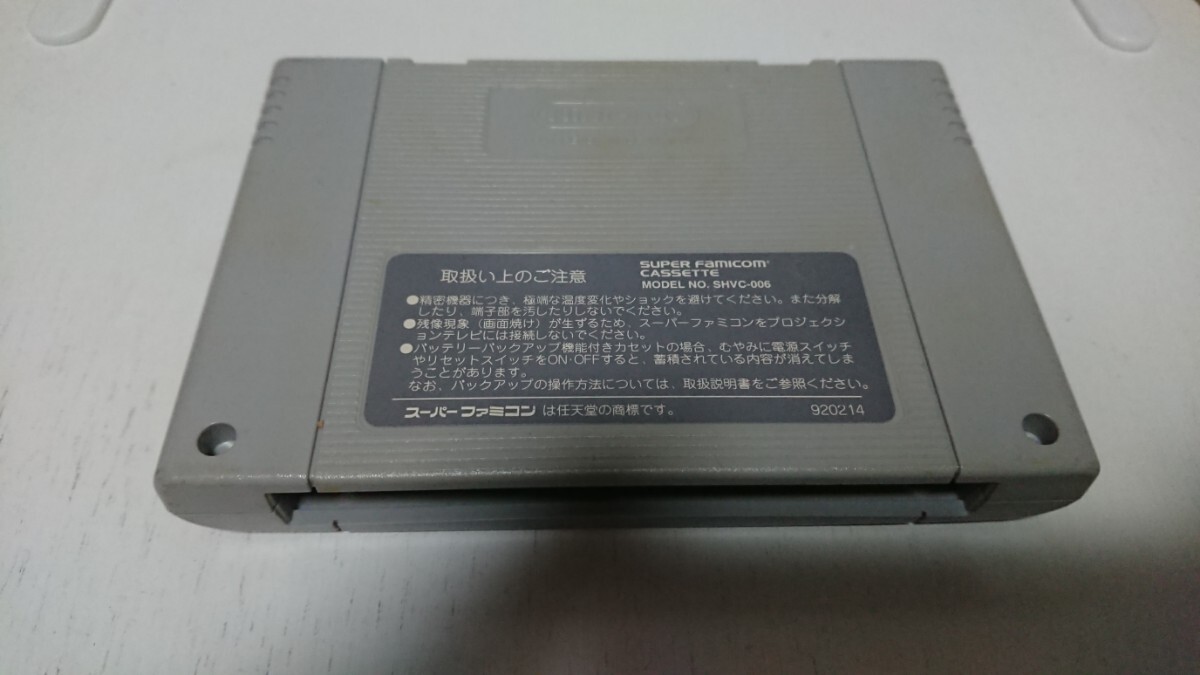 取扱い上のご注意
SUPER FAMICOM
CASSETTE
MODEL NO. SHVC-006
●精密機器につき、極端な温度変化やショックを避けてください。また分解
したり、端子部を汚したりしないでください。
●残像現象（画面焼け）が生ずるため、スーパーファミコンをプロジェクシ
ョンテレビには接続しないでください。
●バッテリーバックアップ機能付きカセットの場合、むやみに電源スイッチ
やリセットスイッチをON・OFFすると、蓄積されている内容が消えてしま
うことがあります。
なお、バックアップの操作方法については、取扱説明書をご参照ください。
スーパーファミコン は任天堂の商標です。
920214